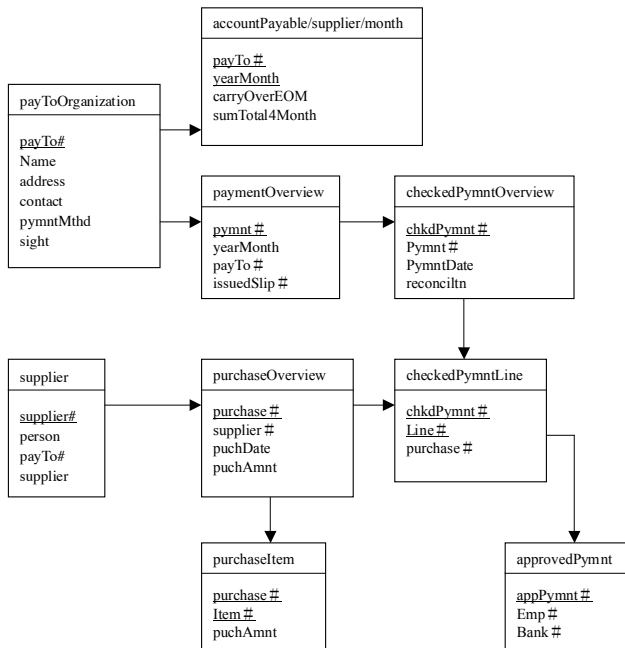 accountPayable/supplier/month
payTo＃
yearMonth
carryOverEOM
sumTotal4Month
payToOrganization
payTo#
Name
address
contact
pymntMthd
sight
paymentOverview
pymnt＃
yearMonth
payTo＃
issuedSlip＃
checkedPymntOverview
chkdPymnt＃
Pymnt＃
PymntDate
reconciltn
supplier
supplier#
person
payTo#
supplier
purchaseOverview
purchase＃
supplier＃
puchDate
puchAmnt
checkedPymntLine
chkdPymnt＃
Line＃
purchase＃
purchaseItem
purchase＃
Item＃
puchAmnt
approvedPymnt
appPymnt＃
Emp＃
Bank＃